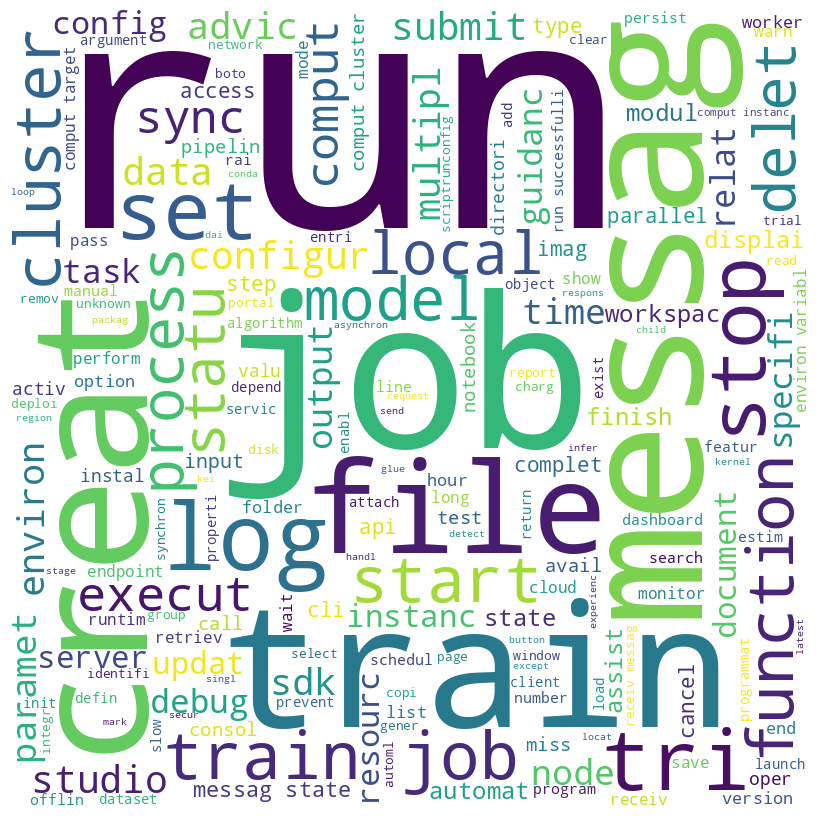 config
advic
submit
type
persist
worker
argument
network
mode
clear
warn
run
cluster
comput target
boto
access
sync
comput
comput cluster
multipl
scriptrunconfig
add
directori
guidanc
run successfulli
modul
comput instanc
messag
delet
relat
pipelin
rai
conda
data
set
loop
dai
pass
entri
parallel
trial
configur
local
imag
displai
read
task
process
statu
step
object
show
respons
remov
manual
unknown
portal
packag
algorithm
asynchron
model
time
workspac
child
stop
specifi
environ variabl
creat
job
perform
output
valu
line
report
notebook
charg
exist
activ
option
depend
request
finish
deploi
servic
send
region
enabl
featur
input
disk
infer
complet
instal
kei
glue
file
kernel
environ
synchron
log
folder
properti
attach
hour
long
return
avail
function
dashboard
document
api
test
detect
estim
stage
endpoint
handl
start
cloud
search
execut
experienc
monitor
paramet
runtim
group
call
wait
cli
instanc
state
assist
receiv messag
programmat
latest
server
retriev
train
button
identifi
select
schedul
page
window
except
updat
singl
sdk
client
load
cancel
init
integr
defin
debug
prevent
copi
number
list
gener
save
end
mark
secur
slow
consol
resourc
automl
train job
miss
locat
tri
launch
studio
node
oper
offlin
dataset
messag state
automat
program
receiv
version